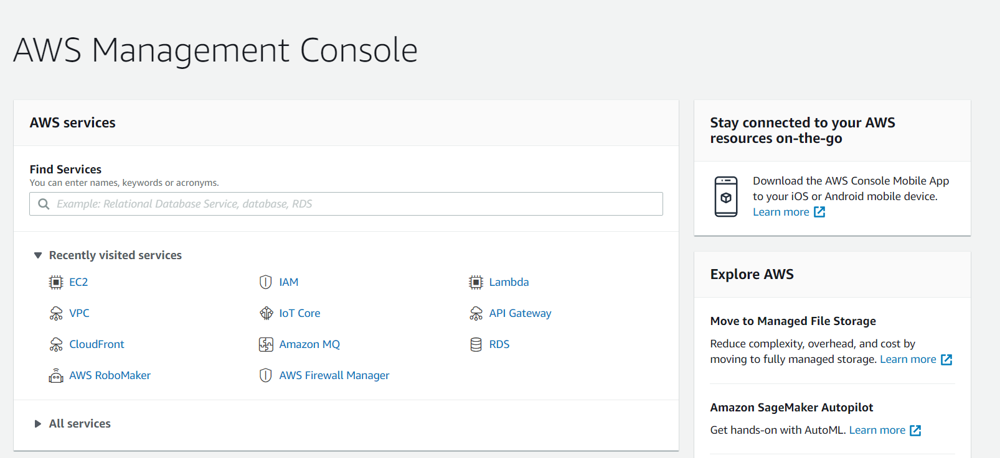 AWS Management Console
AWS services
Find Services
You can enter names, keywords or acronyms.
Example: Relational Database Service, database, RDS
Recently visited services
EC2
IAM
Lambda
VPC
IoT Core
API Gateway
CloudFront
Amazon MQ
RDS
AWS RoboMaker
AWS Firewall Manager
All services
Stay connected to your AWS
resources on-the-go
Download the AWS Console Mobile App
to your iOS or Android mobile device.
Learn more
Explore AWS
Move to Managed File Storage
Reduce complexity, overhead, and cost by
moving to fully managed storage. Learn more
Amazon SageMaker Autopilot
Get hands-on with AutoML. Learn more